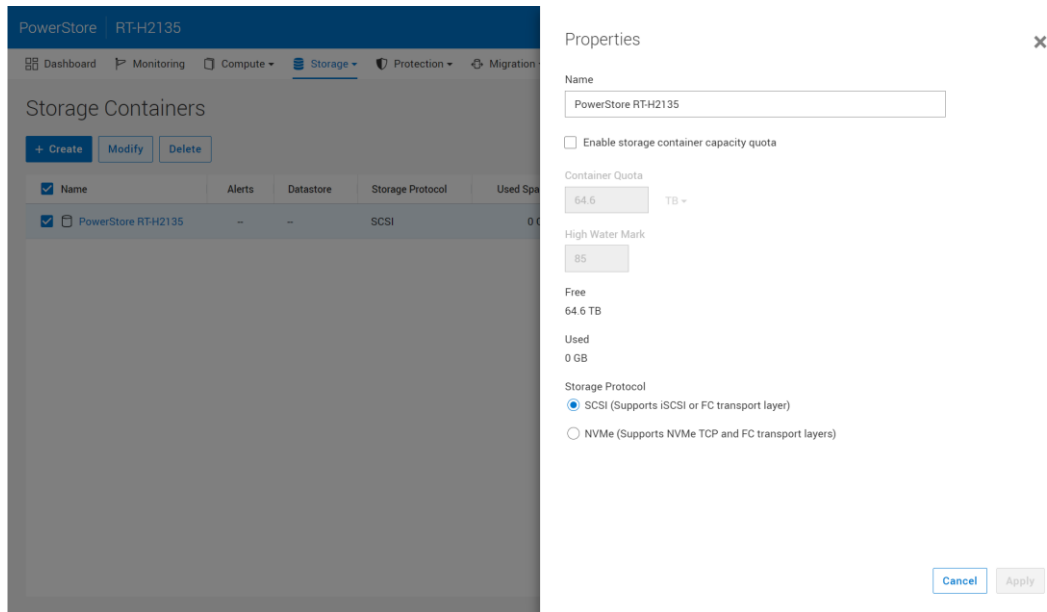 PowerStore RT-H2135
Dashboard Monitoring Compute Storage Protection Migration
Storage Containers
+ Create Modify Delete
Name Alerts Datastore Storage Protocol Used Spa
PowerStore RT-H2135 -- -- SCSI 0 G
Properties
Name
PowerStore RT-H2135
Enable storage container capacity quota
Container Quota
64.6 TB
High Water Mark
85
Free
64.6 TB
Used
0 GB
Storage Protocol
SCSI (Supports iSCSI or FC transport layer)
NVMe (Supports NVMe TCP and FC transport layers)
Cancel Apply